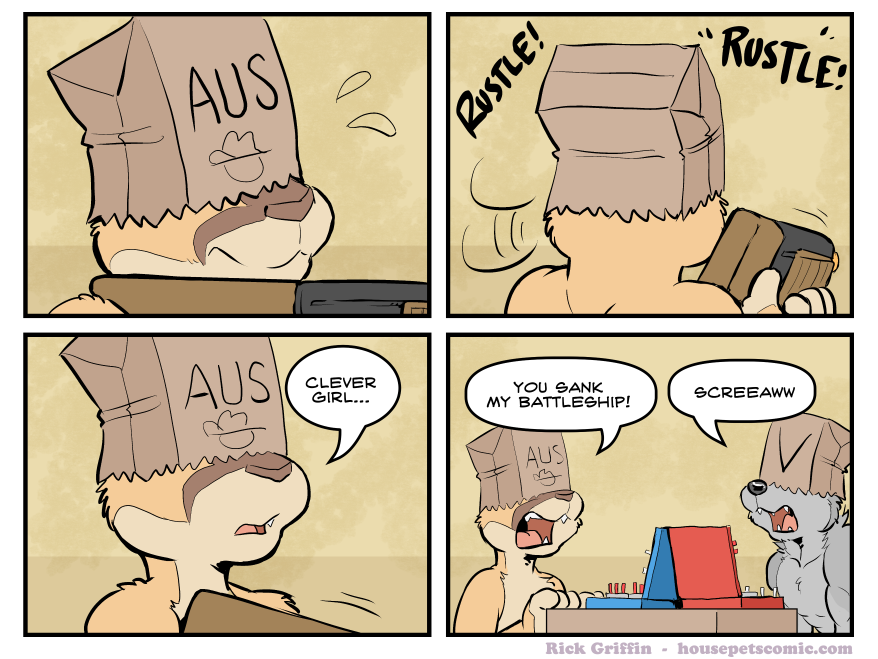 AUS
RUSTLE!
RUSTLE!
AUS
CLEVER
GIRL...
YOU SANK
MY BATTLESHIP!
SCREEAWW
AUS
V
Rick Griffin - housepetscomic.com